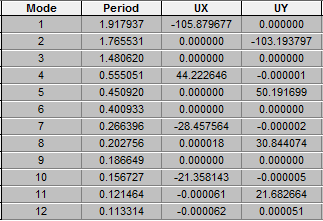 Mode Period UX UY
1 1.917937 -105.879677 0.000000
2 1.765531 0.000000 -103.193797
3 1.480620 0.000000 0.000000
4 0.555051 44.222646 -0.000001
5 0.450920 0.000000 50.191699
6 0.400933 0.000000 0.000000
7 0.266396 -28.457564 -0.000002
8 0.202756 0.000018 30.844074
9 0.186649 0.000000 0.000000
10 0.156727 -21.358143 -0.000005
11 0.121464 -0.000061 21.682664
12 0.113314 -0.000062 0.000051